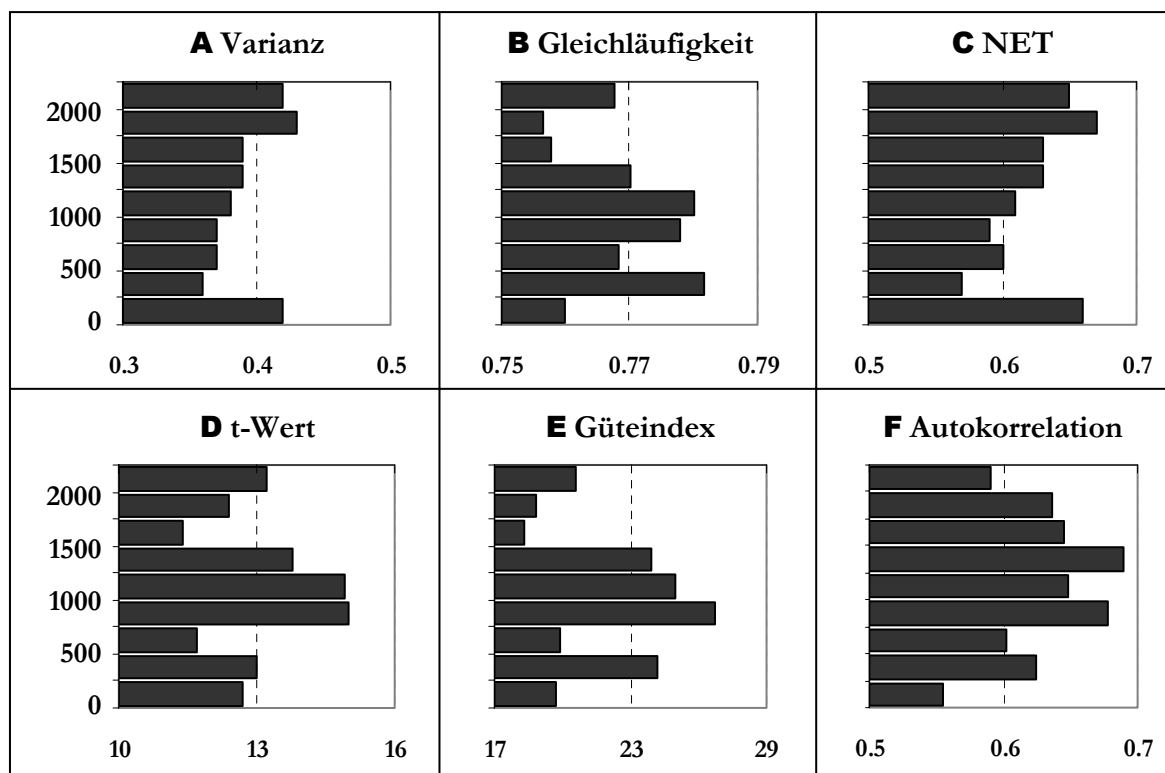 A Varianz
2000
1500
1000
500
0
0.3 0.4 0.5
B Gleichläufigkeit
0.75 0.77 0.79
C NET
0.5 0.6 0.7
D t-Wert
2000
1500
1000
500
0
10 13 16
E Güteindex
17 23 29
F Autokorrelation
0.5 0.6 0.7